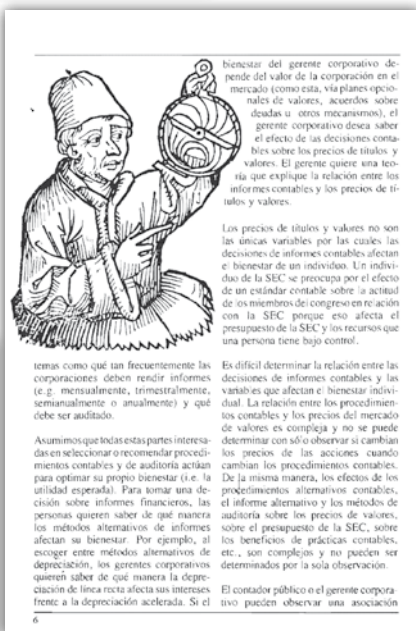 temas como qué tan frecuentemente las
corporaciones deben rendir informes
(e.g. mensualmente, trimestralmente,
semianualmente o anualmente) y qué
debe ser auditado.
Asumimos que todas estas partes interesa-
das en seleccionar o recomendar procedi-
mientos contables y de auditoría actúan
para optimar su propio bienestar (i.e. la
utilidad esperada). Para tomar una de-
cisión sobre informes financieros, las
personas quieren saber de qué manera
los métodos alternativos de informes
afectan su bienestar. Por ejemplo, al
escoger entre métodos alternativos de
depreciación, los gerentes corporativos
quieren saber de qué manera la depre-
ciación de línea recta afecta sus intereses
frente a la depreciación acelerada. Si el
bienestar del gerente corporativo de-
pende del valor de la corporación en el
mercado (como esta, vía planes opcio-
nales de valores, acuerdos sobre
deudas u otros mecanismos), el
gerente corporativo desea saber
el efecto de las decisiones conta-
bles sobre los precios de títulos y
valores. El gerente quiere una teo-
ría que explique la relación entre los
informes contables y los precios de tí-
tulos y valores.
Los precios de títulos y valores no son
las únicas variables por las cuales las
decisiones de informes contables afectan
el bienestar de un individuo. Un indivi-
duo de la SEC se preocupa por el efecto
de un estándar contable sobre la actitud
de los miembros del congreso en relación
con la SEC porque eso afecta el
presupuesto de la SEC y los recursos que
una persona tiene bajo control.
Es difícil determinar la relación entre las
decisiones de informes contables y las
variables que afectan el bienestar indivi-
dual. La relación entre los procedimien-
tos contables y los precios del mercado
de valores es compleja y no se puede
determinar con sólo observar si cambian
los precios de las acciones cuando
cambian los procedimientos contables.
De la misma manera, los efectos de los
procedimientos alternativos contables,
el informe alternativo y los métodos de
auditoría sobre los precios de valores,
sobre el presupuesto de la SEC, sobre
los beneficios de prácticas contables,
etc., son complejos y no pueden ser
determinados por la sola observación.
El contador público o el gerente corpora-
tivo pueden observar una asociación
6